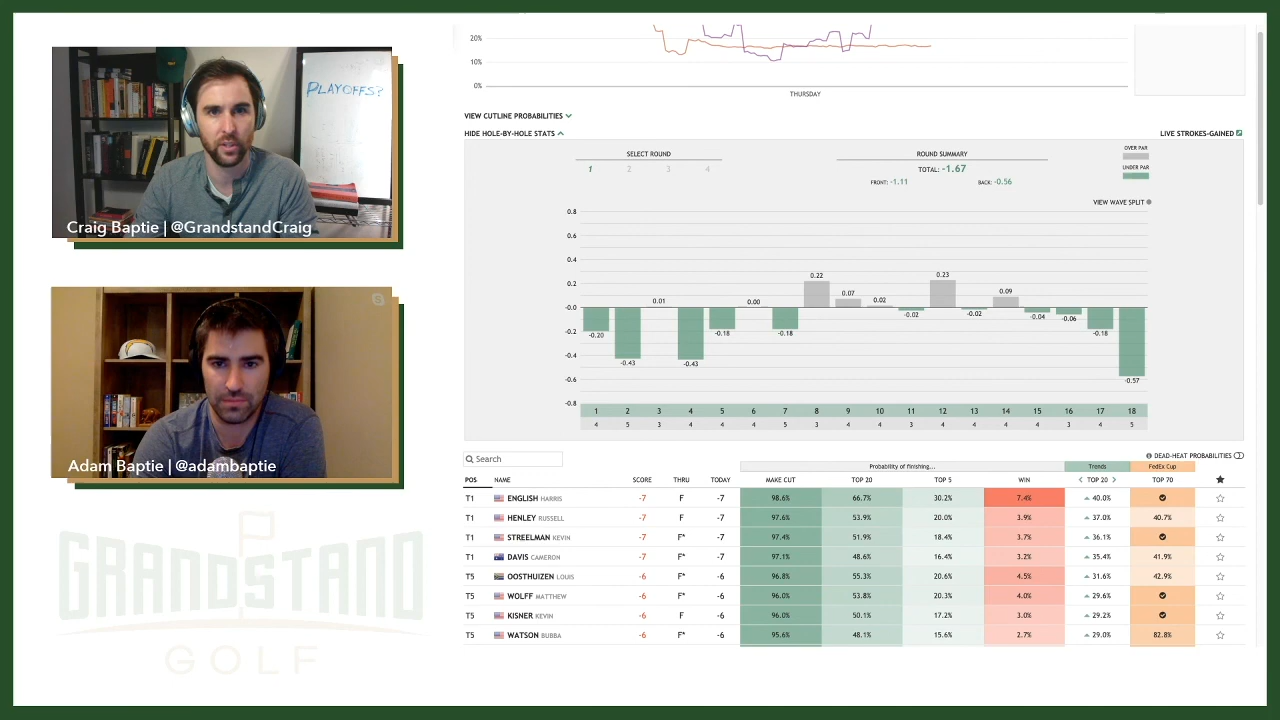 PLAYOFFS?
Craig Baptie | @GrandstandCraig
Adam Baptie | @adambaptie
GRANDSTAND
GOLF
20%
10%
0%
THURSDAY
VIEW CUTLINE PROBABILITIES
HIDE HOLE-BY-HOLE STATS
LIVE STROKES-GAINED
SELECT ROUND
1 2 3 4
ROUND SUMMARY
TOTAL: -1.67
FRONT: -1.11 BACK: -0.56
OVER PAR
UNDER PAR
VIEW WAVE SPLIT
0.8
0.6
0.4
0.2
-0.0
-0.2
-0.4
-0.6
-0.8
-0.20 -0.43 0.01 -0.43 -0.18 0.00 -0.18 0.22 0.07 0.02 -0.02 0.23 -0.02 0.09 -0.04 -0.06 -0.18 -0.57
1 2 3 4 5 6 7 8 9 10 11 12 13 14 15 16 17 18
4 5 3 4 4 4 5 3 4 4 4 3 4 4 5 3 4 5
Search
DEAD-HEAT PROBABILITIES
Probability of finishing... Trends FedEx Cup
POS NAME SCORE THRU TODAY MAKE CUT TOP 20 TOP 5 WIN < TOP 20 > TOP 70
T1 ENGLISH HARRIS -7 F -7 98.6% 66.7% 30.2% 7.4% 40.0%
T1 HENLEY RUSSELL -7 F -7 97.6% 53.9% 20.0% 3.9% 37.0% 40.7%
T1 STREELMAN KEVIN -7 F* -7 97.4% 51.9% 18.4% 3.7% 36.1%
T1 DAVIS CAMERON -7 F* -7 97.1% 48.6% 16.4% 3.2% 35.4% 41.9%
T5 OOSTHUIZEN LOUIS -6 F* -6 96.8% 55.3% 20.6% 4.5% 31.6% 42.9%
T5 WOLFF MATTHEW -6 F* -6 96.0% 53.8% 20.8% 4.0% 29.6%
T5 KISNER KEVIN -6 F -6 96.0% 50.1% 17.2% 3.0% 29.2%
T5 WATSON BUBBA -6 F* -6 95.6% 48.1% 15.6% 2.7% 29.0% 82.8%